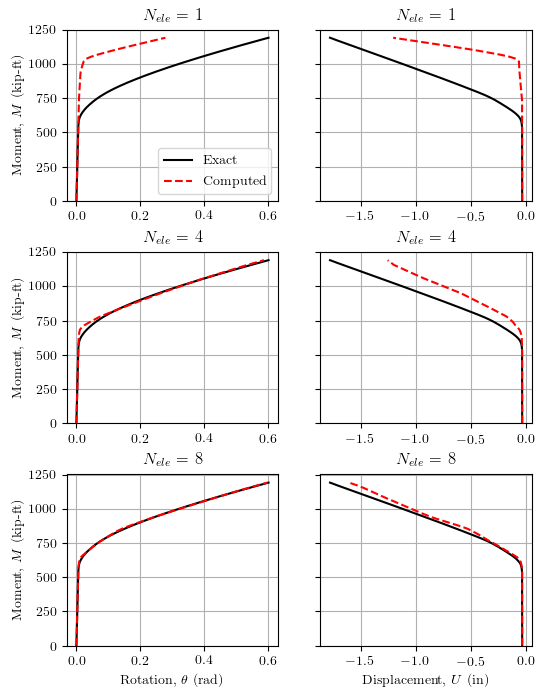 N_ele = 1 N_ele = 1
Moment, M (kip-ft)
1250
1000
750
500
250
0
Exact
Computed
0.0 0.2 0.4 0.6 −1.5 −1.0 −0.5 0.0
N_ele = 4 N_ele = 4
Moment, M (kip-ft)
1250
1000
750
500
250
0
0.0 0.2 0.4 0.6 −1.5 −1.0 −0.5 0.0
N_ele = 8 N_ele = 8
Moment, M (kip-ft)
1250
1000
750
500
250
0
0.0 0.2 0.4 0.6 −1.5 −1.0 −0.5 0.0
Rotation, θ (rad) Displacement, U (in)